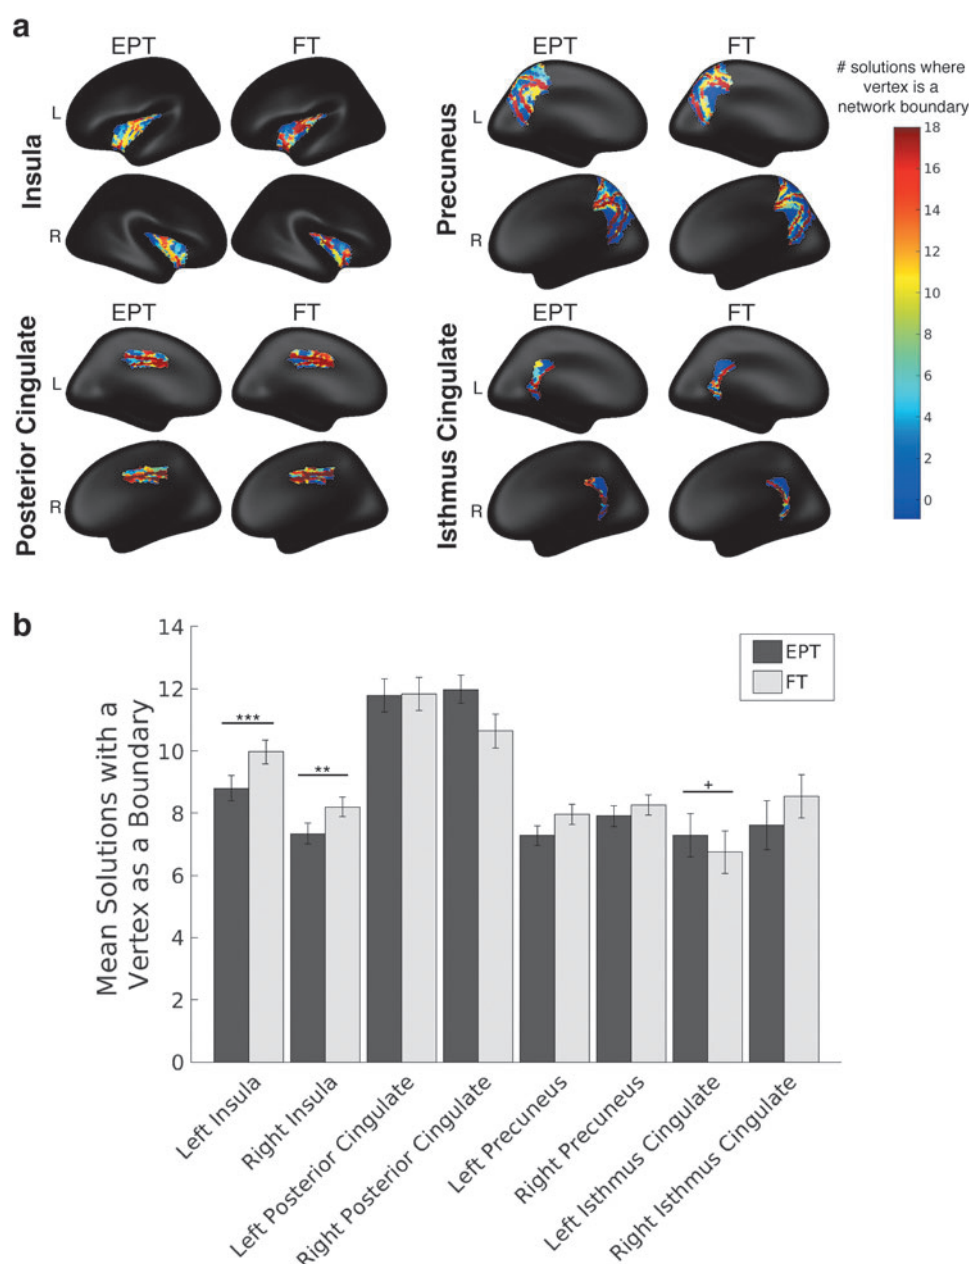 a
EPT FT
L
R
Insula
EPT FT
L
R
Precuneus
# solutions where
vertex is a
network boundary
18
16
14
12
10
8
6
4
2
0
EPT FT
L
R
Posterior Cingulate
EPT FT
L
R
Isthmus Cingulate
b
Mean Solutions with a
Vertex as a Boundary
14
12
10
8
6
4
2
0
*** ** +
EPT
FT
Left Insula
Right Insula
Left Posterior Cingulate
Right Posterior Cingulate
Left Precuneus
Right Precuneus
Left Isthmus Cingulate
Right Isthmus Cingulate